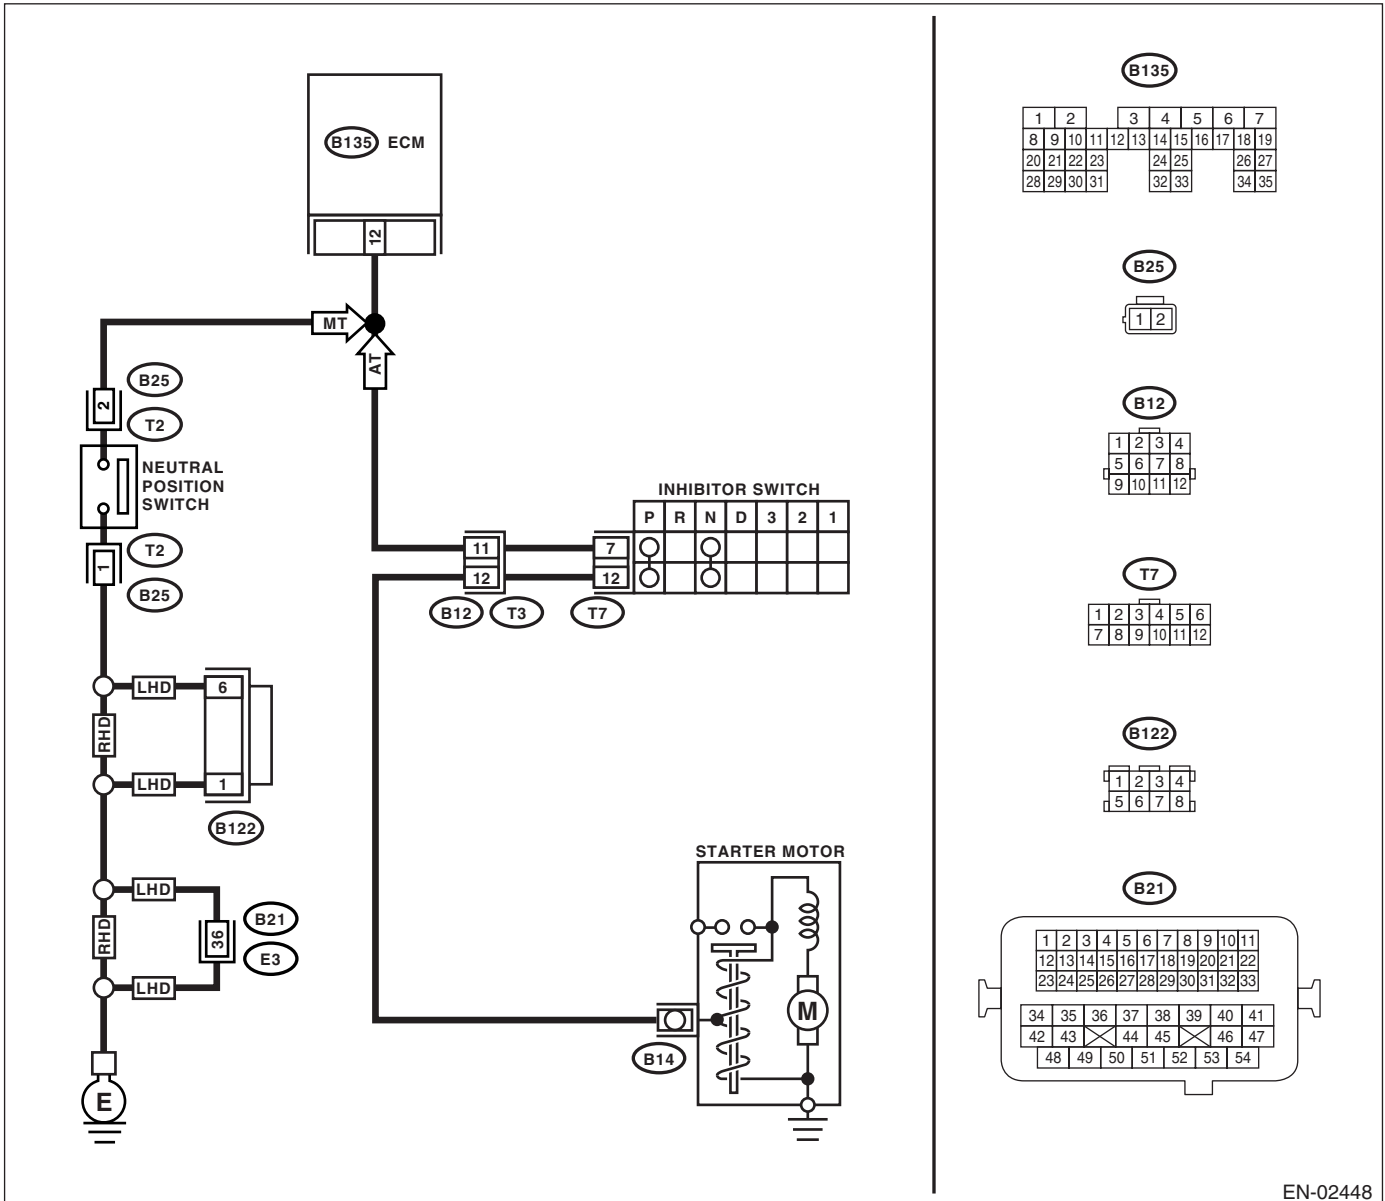 B135 ECM
12
MT
AT
B25
2
T2
NEUTRAL
POSITION
SWITCH
T2
1
B25
INHIBITOR SWITCH
P R N D 3 2 1
11 7
12 12
B12 T3 T7
LHD 6
RHD
LHD 1
B122
LHD
RHD
36
B21
E3
LHD
E
STARTER MOTOR
M
B14
B135
1 2 3 4 5 6 7
8 9 10 11 12 13 14 15 16 17 18 19
20 21 22 23 24 25 26 27
28 29 30 31 32 33 34 35
B25
1 2
B12
1 2 3 4
5 6 7 8
9 10 11 12
T7
1 2 3 4 5 6
7 8 9 10 11 12
B122
1 2 3 4
5 6 7 8
B21
1 2 3 4 5 6 7 8 9 10 11
12 13 14 15 16 17 18 19 20 21 22
23 24 25 26 27 28 29 30 31 32 33
34 35 36 37 38 39 40 41
42 43 44 45 46 47
48 49 50 51 52 53 54
EN-02448